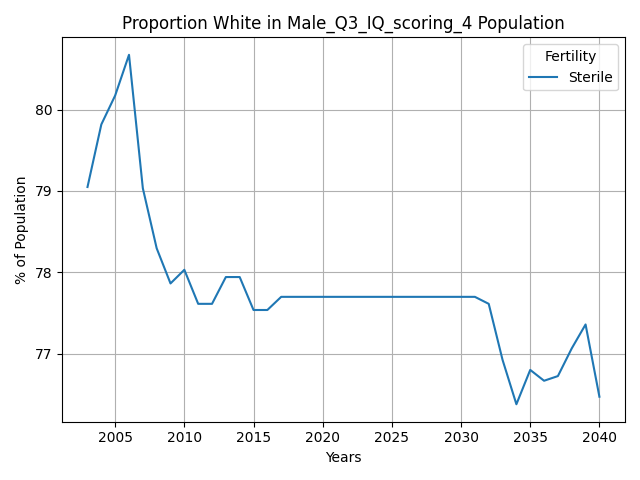 Proportion White in Male_Q3_IQ_scoring_4 Population
Fertility
Sterile
% of Population
80
79
78
77
2005 2010 2015 2020 2025 2030 2035 2040
Years